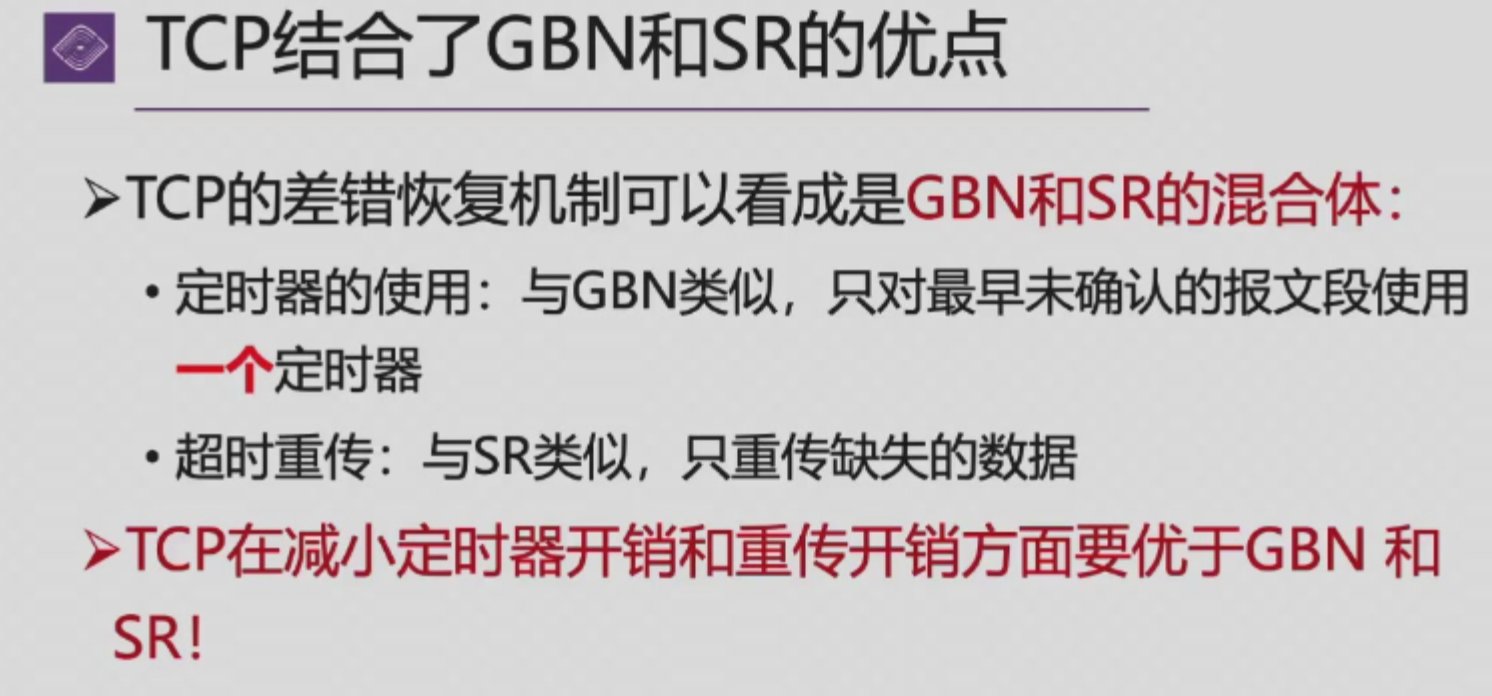 TCP结合了GBN和SR的优点
➢TCP的差错恢复机制可以看成是GBN和SR的混合体：
• 定时器的使用：与GBN类似，只对最早未确认的报文段使用
一个定时器
• 超时重传：与SR类似，只重传缺失的数据
➢TCP在减小定时器开销和重传开销方面要优于GBN 和
SR！